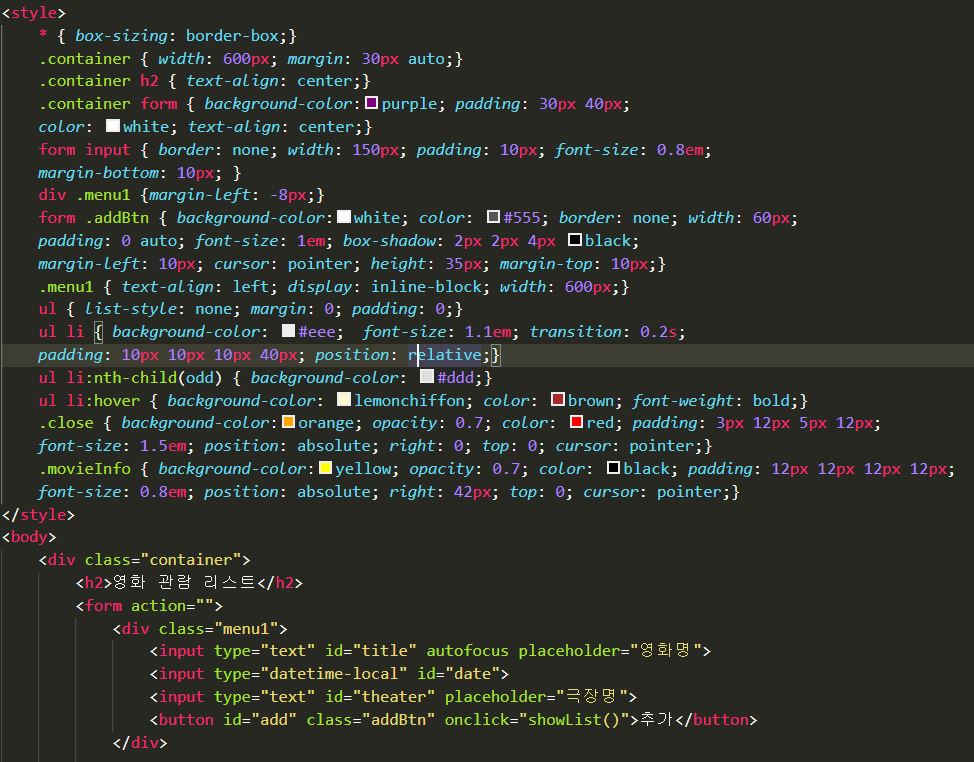 <style>
* { box-sizing: border-box;}
.container { width: 600px; margin: 30px auto;}
.container h2 { text-align: center;}
.container form { background-color:purple; padding: 30px 40px;
color: white; text-align: center;}
form input { border: none; width: 150px; padding: 10px; font-size: 0.8em;
margin-bottom: 10px; }
div .menu1 {margin-left: -8px;}
form .addBtn { background-color:white; color: #555; border: none; width: 60px;
padding: 0 auto; font-size: 1em; box-shadow: 2px 2px 4px black;
margin-left: 10px; cursor: pointer; height: 35px; margin-top: 10px;}
.menu1 { text-align: left; display: inline-block; width: 600px;}
ul { list-style: none; margin: 0; padding: 0;}
ul li { background-color: #eee;  font-size: 1.1em; transition: 0.2s;
padding: 10px 10px 10px 40px; position: relative;}
ul li:nth-child(odd) { background-color: #ddd;}
ul li:hover { background-color: lemonchiffon; color: brown; font-weight: bold;}
.close { background-color:orange; opacity: 0.7; color: red; padding: 3px 12px 5px 12px;
font-size: 1.5em; position: absolute; right: 0; top: 0; cursor: pointer;}
.movieInfo { background-color:yellow; opacity: 0.7; color: black; padding: 12px 12px 12px 12px;
font-size: 0.8em; position: absolute; right: 42px; top: 0; cursor: pointer;}
</style>
<body>
<div class="container">
<h2>영화 관람 리스트</h2>
<form action="">
<div class="menu1">
<input type="text" id="title" autofocus placeholder="영화명">
<input type="datetime-local" id="date">
<input type="text" id="theater" placeholder="극장명">
<button id="add" class="addBtn" onclick="showList()">추가</button>
</div>